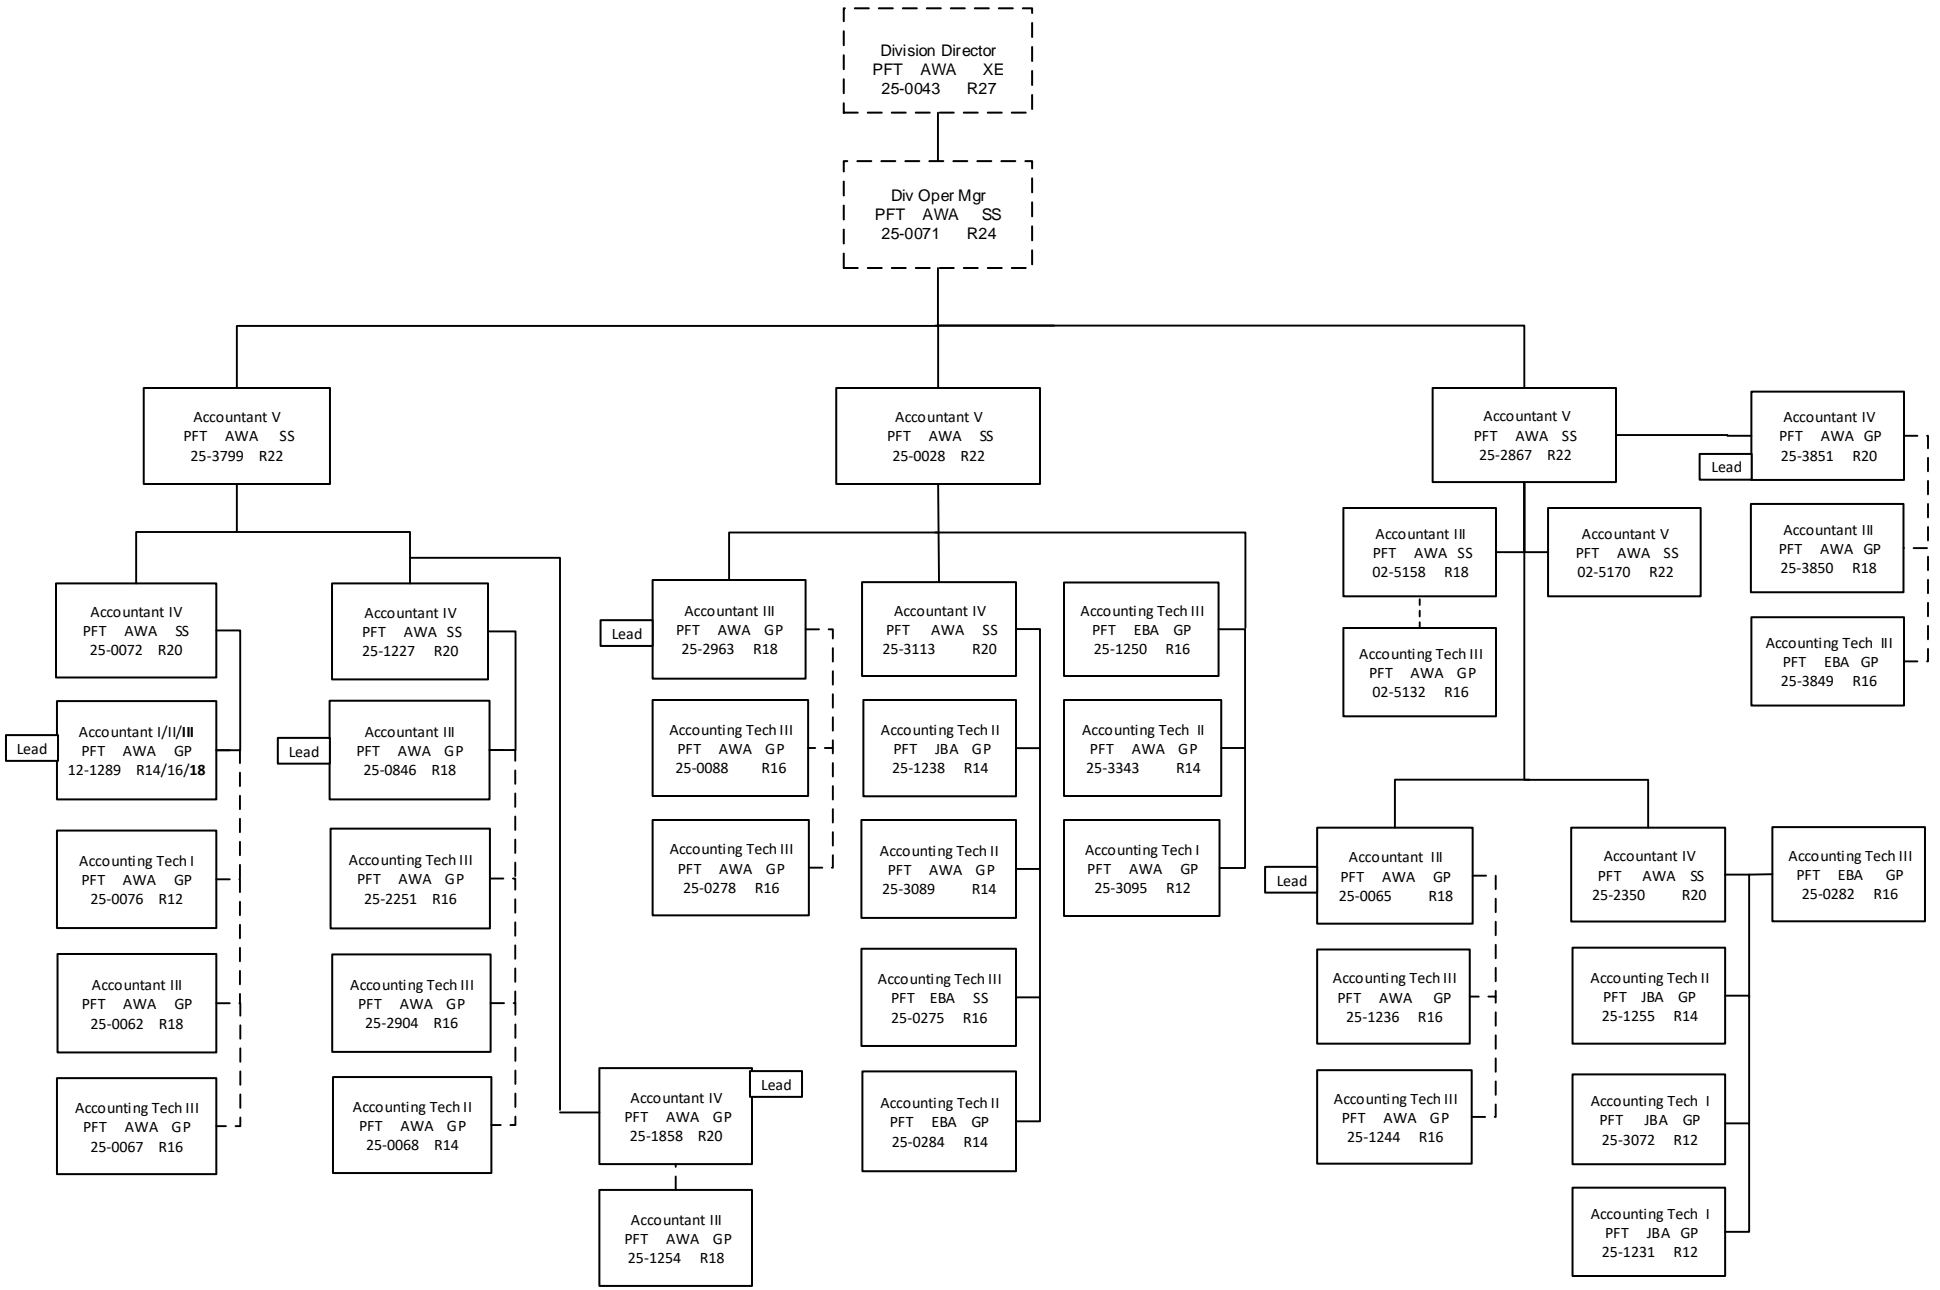 Division Director
PFT AWA XE
25-0043 R27
Div Oper Mgr
PFT AWA SS
25-0071 R24
Accountant V
PFT AWA SS
25-3799 R22
Accountant V
PFT AWA SS
25-0028 R22
Accountant V
PFT AWA SS
25-2867 R22
Accountant IV
PFT AWA GP
25-3851 R20
Lead
Accountant III
PFT AWA SS
02-5158 R18
Accountant V
PFT AWA SS
02-5170 R22
Accountant III
PFT AWA GP
25-3850 R18
Accounting Tech III
PFT AWA GP
02-5132 R16
Accounting Tech III
PFT EBA GP
25-3849 R16
Accountant IV
PFT AWA SS
25-0072 R20
Lead
Accountant I/II/III
PFT AWA GP
12-1289 R14/16/18
Accounting Tech I
PFT AWA GP
25-0076 R12
Accountant III
PFT AWA GP
25-0062 R18
Accounting Tech III
PFT AWA GP
25-0067 R16
Accountant IV
PFT AWA SS
25-1227 R20
Lead
Accountant III
PFT AWA GP
25-0846 R18
Accounting Tech III
PFT AWA GP
25-2251 R16
Accounting Tech III
PFT AWA GP
25-2904 R16
Accounting Tech II
PFT AWA GP
25-0068 R14
Accountant IV
PFT AWA GP
25-1858 R20
Lead
Accountant III
PFT AWA GP
25-1254 R18
Lead
Accountant III
PFT AWA GP
25-2963 R18
Accounting Tech III
PFT AWA GP
25-0088 R16
Accounting Tech III
PFT AWA GP
25-0278 R16
Accountant IV
PFT AWA SS
25-3113 R20
Accounting Tech II
PFT JBA GP
25-1238 R14
Accounting Tech II
PFT AWA GP
25-3089 R14
Accounting Tech III
PFT EBA SS
25-0275 R16
Accounting Tech II
PFT EBA GP
25-0284 R14
Accounting Tech III
PFT EBA GP
25-1250 R16
Accounting Tech II
PFT AWA GP
25-3343 R14
Accounting Tech I
PFT AWA GP
25-3095 R12
Lead
Accountant III
PFT AWA GP
25-0065 R18
Accounting Tech III
PFT AWA GP
25-1236 R16
Accounting Tech III
PFT AWA GP
25-1244 R16
Accountant IV
PFT AWA SS
25-2350 R20
Accounting Tech III
PFT EBA GP
25-0282 R16
Accounting Tech II
PFT JBA GP
25-1255 R14
Accounting Tech I
PFT JBA GP
25-3072 R12
Accounting Tech I
PFT JBA GP
25-1231 R12